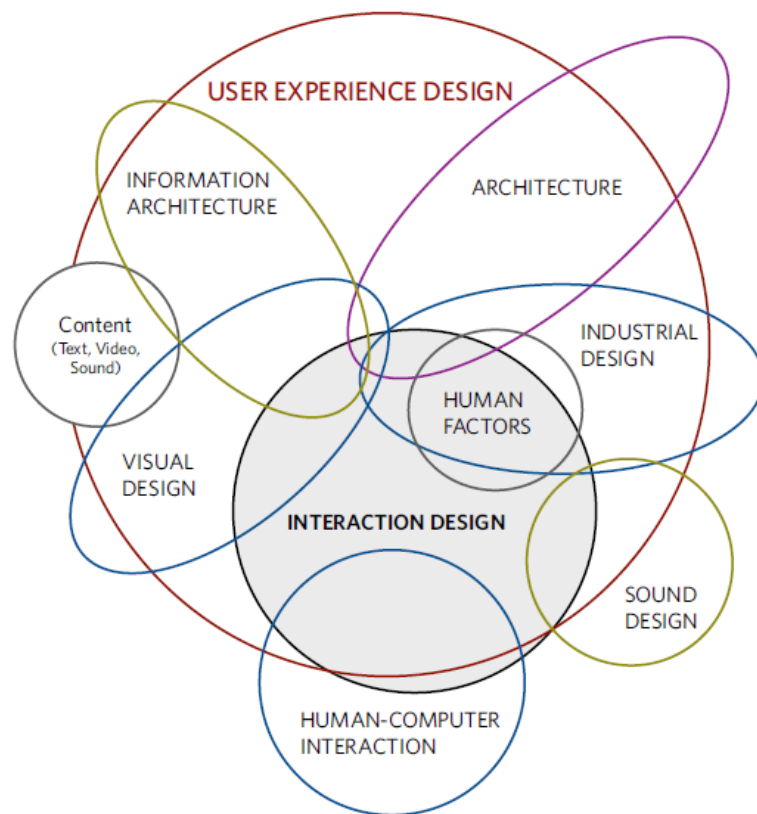 USER EXPERIENCE DESIGN
INFORMATION
ARCHITECTURE
ARCHITECTURE
Content
(Text, Video,
Sound)
INDUSTRIAL
DESIGN
HUMAN
FACTORS
VISUAL
DESIGN
INTERACTION DESIGN
SOUND
DESIGN
HUMAN-COMPUTER
INTERACTION